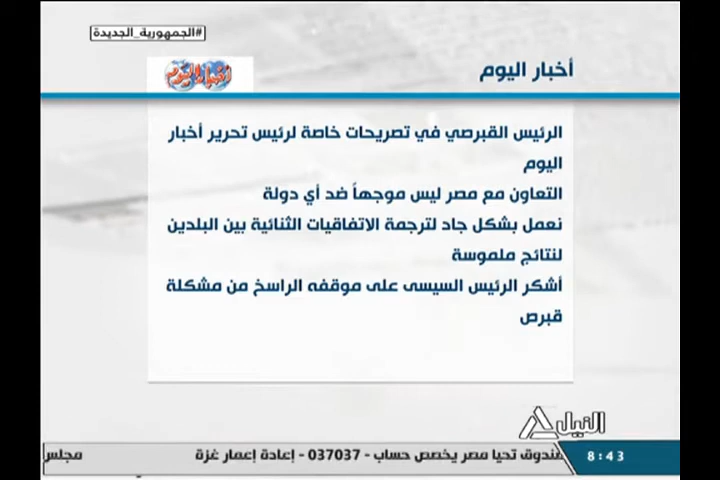 #الجمهورية_الجديدة
أخبار اليوم
أخبار اليوم
الرئيس القبرصي في تصريحات خاصة لرئيس تحرير أخبار
اليوم
التعاون مع مصر ليس موجهاً ضد أي دولة
نعمل بشكل جاد لترجمة الاتفاقيات الثنائية بين البلدين
لنتائج ملموسة
أشكر الرئيس السيسى على موقفه الراسخ من مشكلة
قبرص
النيل
8:43
صندوق تحيا مصر يخصص حساب - 037037 - إعادة إعمار غزة
مجلس